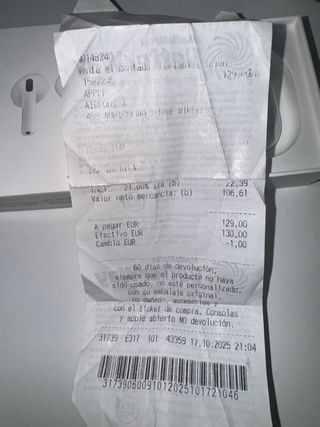 40146240
Venta al contado
129,00
APPLE
21.00% IVA (b) 22,39
Valor neto mercancía: (b) 106,61
A pagar EUR 129,00
Efectivo EUR 130,00
Cambio EUR -1,00
60 días de devolución,
siempre que el producto no haya
sido usado, no esté personalizado,
con su embalaje original,
no dañado, accesorios y
con el ticket de compra. Consolas
y apple abierto NO devolución.
31739 E317 101 43359 17.10.2025 21:04
31739060091012025101721046